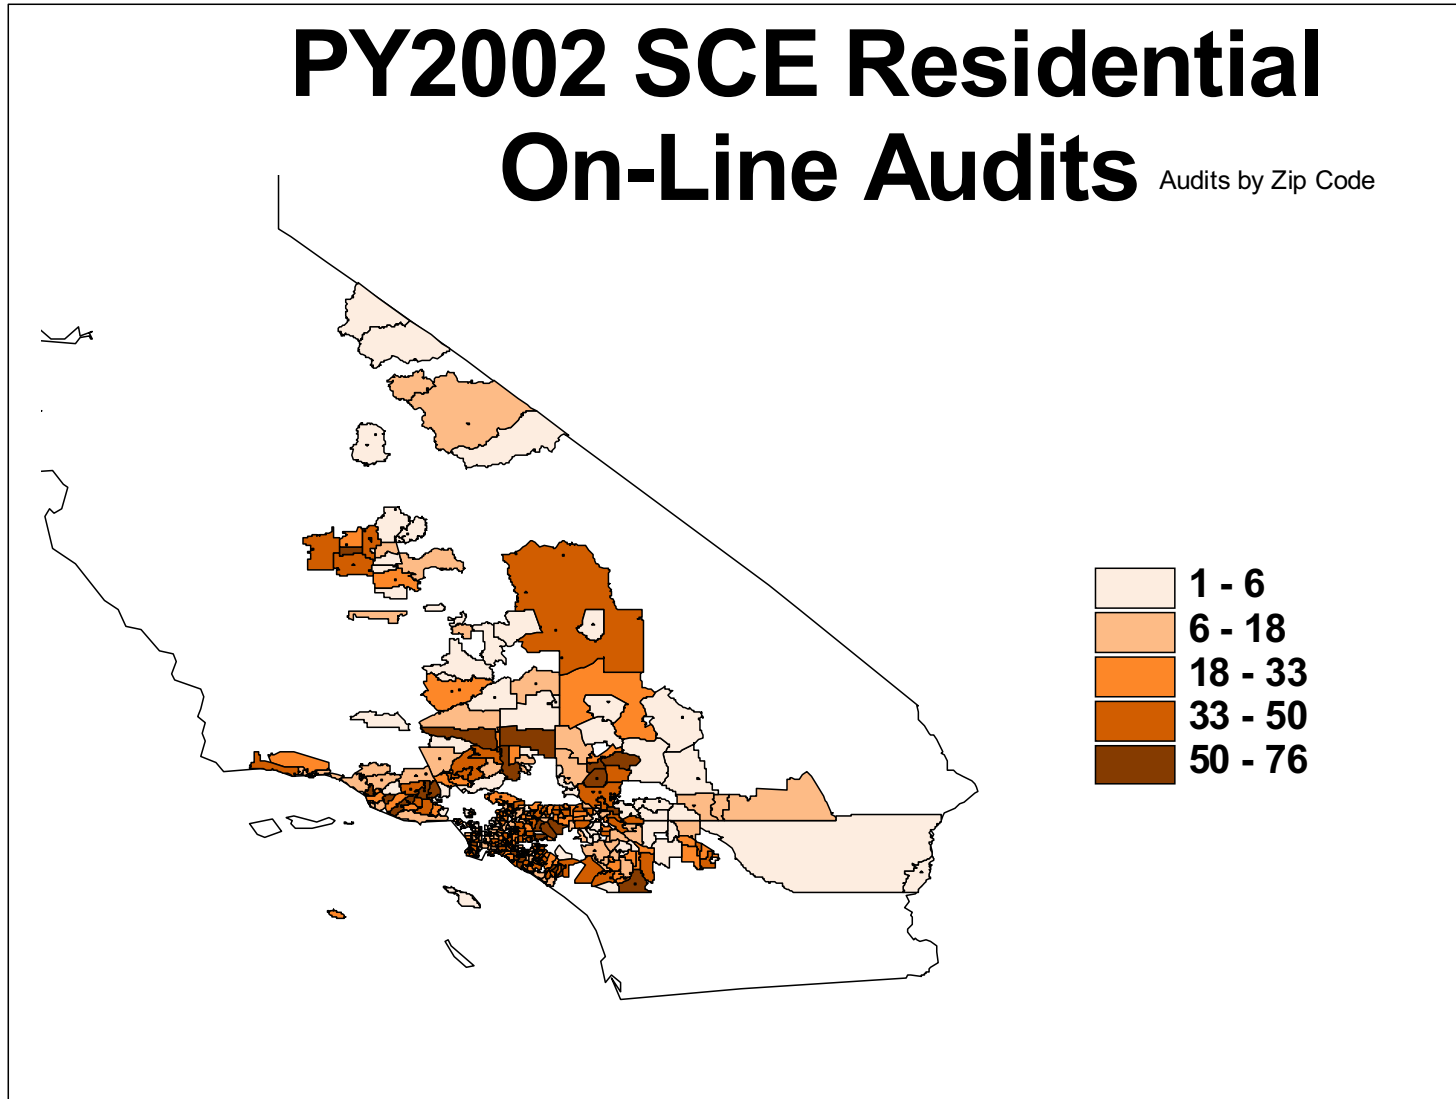 PY2002 SCE Residential
On-Line Audits Audits by Zip Code
1 - 6
6 - 18
18 - 33
33 - 50
50 - 76